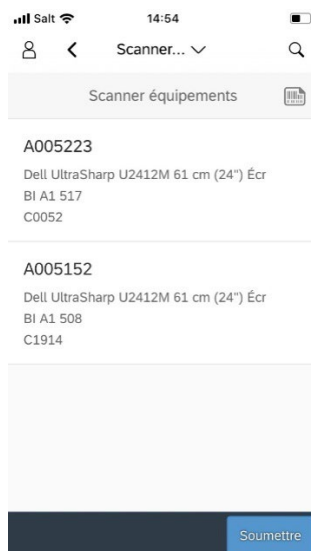 Salt 14:54
Scanner...
Scanner équipements
A005223
Dell UltraSharp U2412M 61 cm (24") Écr
BI A1 517
C0052
A005152
Dell UltraSharp U2412M 61 cm (24") Écr
BI A1 508
C1914
Soumettre